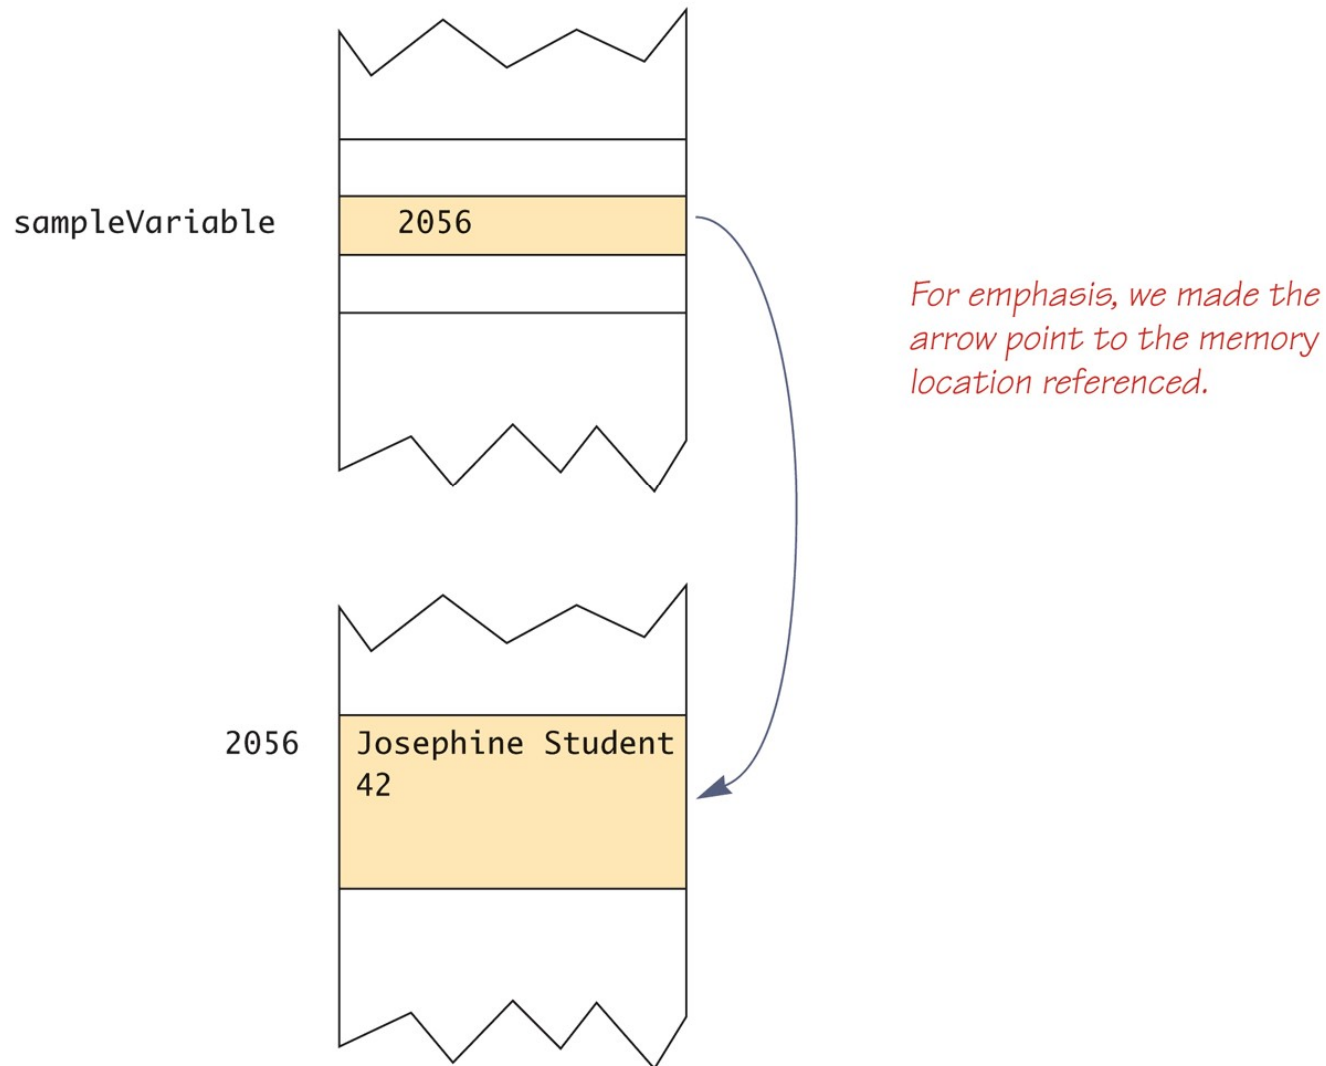 sampleVariable 2056
For emphasis, we made the
arrow point to the memory
location referenced.
2056 Josephine Student
42